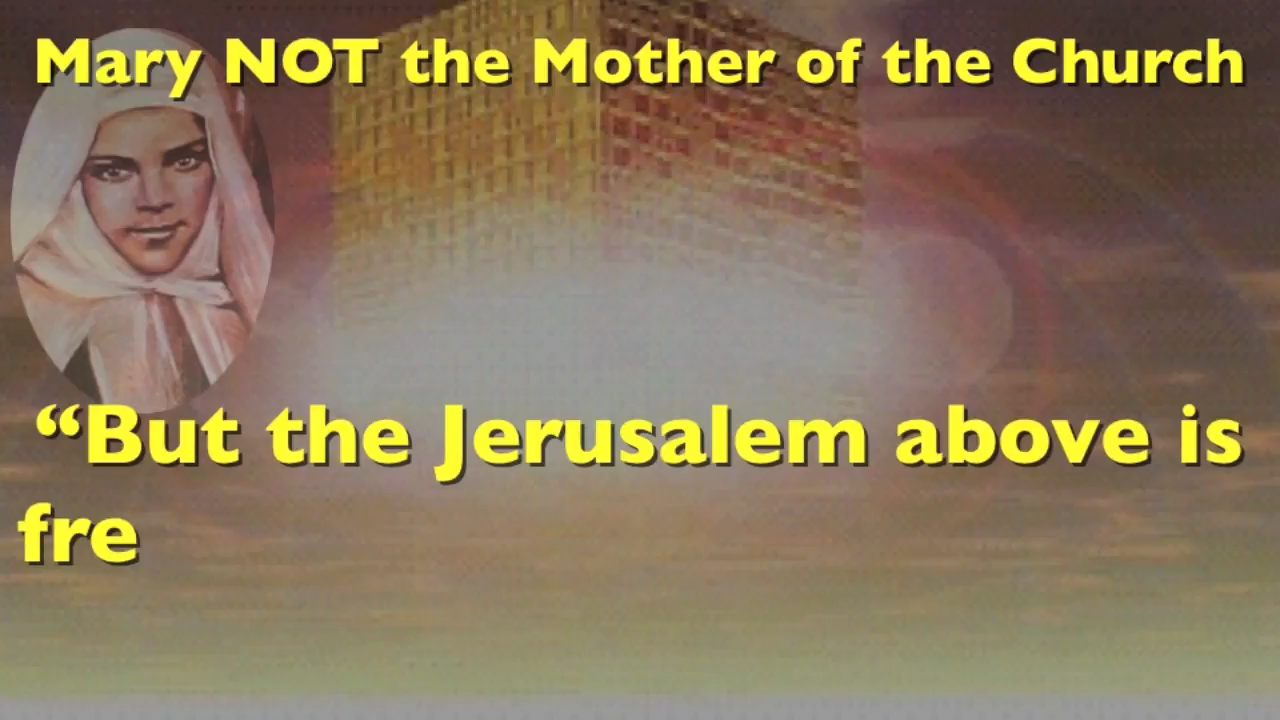 Mary NOT the Mother of the Church
“But the Jerusalem above is
fre